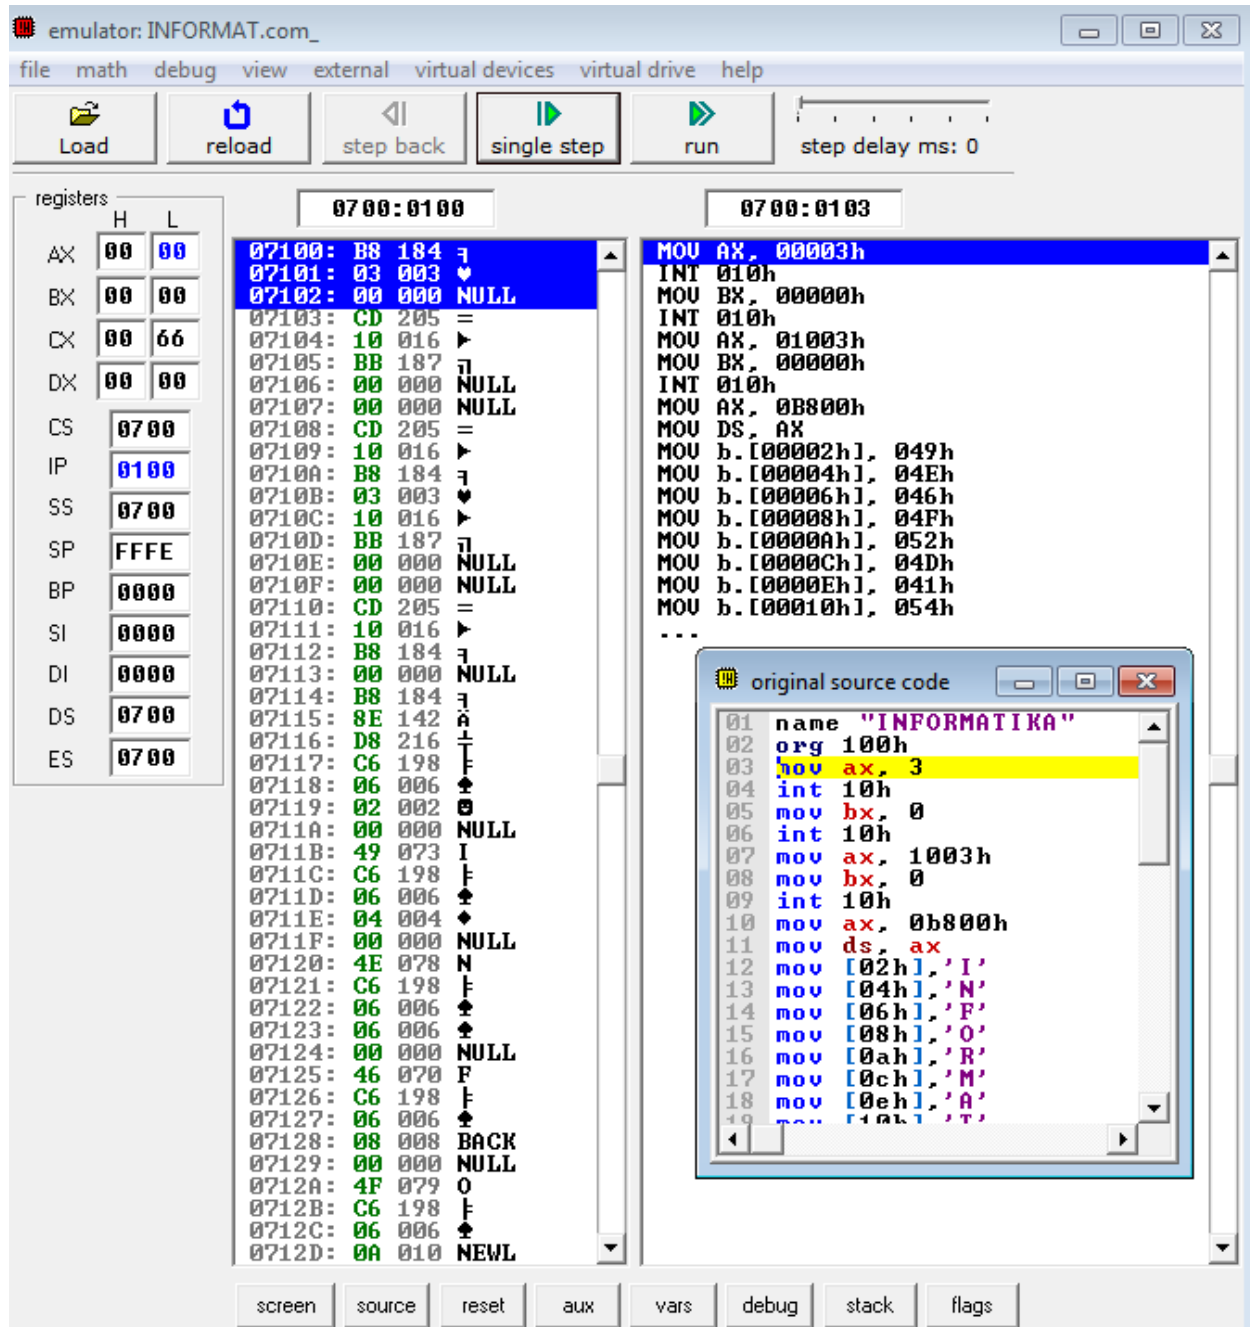 emulator: INFORMAT.com_
file math debug view external virtual devices virtual drive help
Load reload step back single step run step delay ms: 0
registers
H L
0700:0100 0700:0103
AX 00 00
BX 00 00
CX 00 66
DX 00 00
CS 0700
IP 0100
SS 0700
SP FFFE
BP 0000
SI 0000
DI 0000
DS 0700
ES 0700
07100: B8 184 ╕
07101: 03 003 ♥
07102: 00 000 NULL
07103: CD 205 =
07104: 10 016 ►
07105: BB 187 ╗
07106: 00 000 NULL
07107: 00 000 NULL
07108: CD 205 =
07109: 10 016 ►
0710A: B8 184 ╕
0710B: 03 003 ♥
0710C: 10 016 ►
0710D: BB 187 ╗
0710E: 00 000 NULL
0710F: 00 000 NULL
07110: CD 205 =
07111: 10 016 ►
07112: B8 184 ╕
07113: 00 000 NULL
07114: B8 184 ╕
07115: 8E 142 Ä
07116: D8 216 ╪
07117: C6 198 ╞
07118: 06 006 ♠
07119: 02 002 ☻
0711A: 00 000 NULL
0711B: 49 073 I
0711C: C6 198 ╞
0711D: 06 006 ♠
0711E: 04 004 ♦
0711F: 00 000 NULL
07120: 4E 078 N
07121: C6 198 ╞
07122: 06 006 ♠
07123: 06 006 ♠
07124: 00 000 NULL
07125: 46 070 F
07126: C6 198 ╞
07127: 06 006 ♠
07128: 08 008 BACK
07129: 00 000 NULL
0712A: 4F 079 O
0712B: C6 198 ╞
0712C: 06 006 ♠
0712D: 0A 010 NEWL
MOV AX, 00003h
INT 010h
MOV BX, 00000h
INT 010h
MOV AX, 01003h
MOV BX, 00000h
INT 010h
MOV AX, 0B800h
MOV DS, AX
MOV b.[00002h], 049h
MOV b.[00004h], 04Eh
MOV b.[00006h], 046h
MOV b.[00008h], 04Fh
MOV b.[0000Ah], 052h
MOV b.[0000Ch], 04Dh
MOV b.[0000Eh], 041h
MOV b.[00010h], 054h
...
original source code
01 name "INFORMATIKA"
02 org 100h
03 mov ax, 3
04 int 10h
05 mov bx, 0
06 int 10h
07 mov ax, 1003h
08 mov bx, 0
09 int 10h
10 mov ax, 0b800h
11 mov ds, ax
12 mov [02h],'I'
13 mov [04h],'N'
14 mov [06h],'F'
15 mov [08h],'O'
16 mov [0ah],'R'
17 mov [0ch],'M'
18 mov [0eh],'A'
19 mov [10h],'T'
screen source reset aux vars debug stack flags